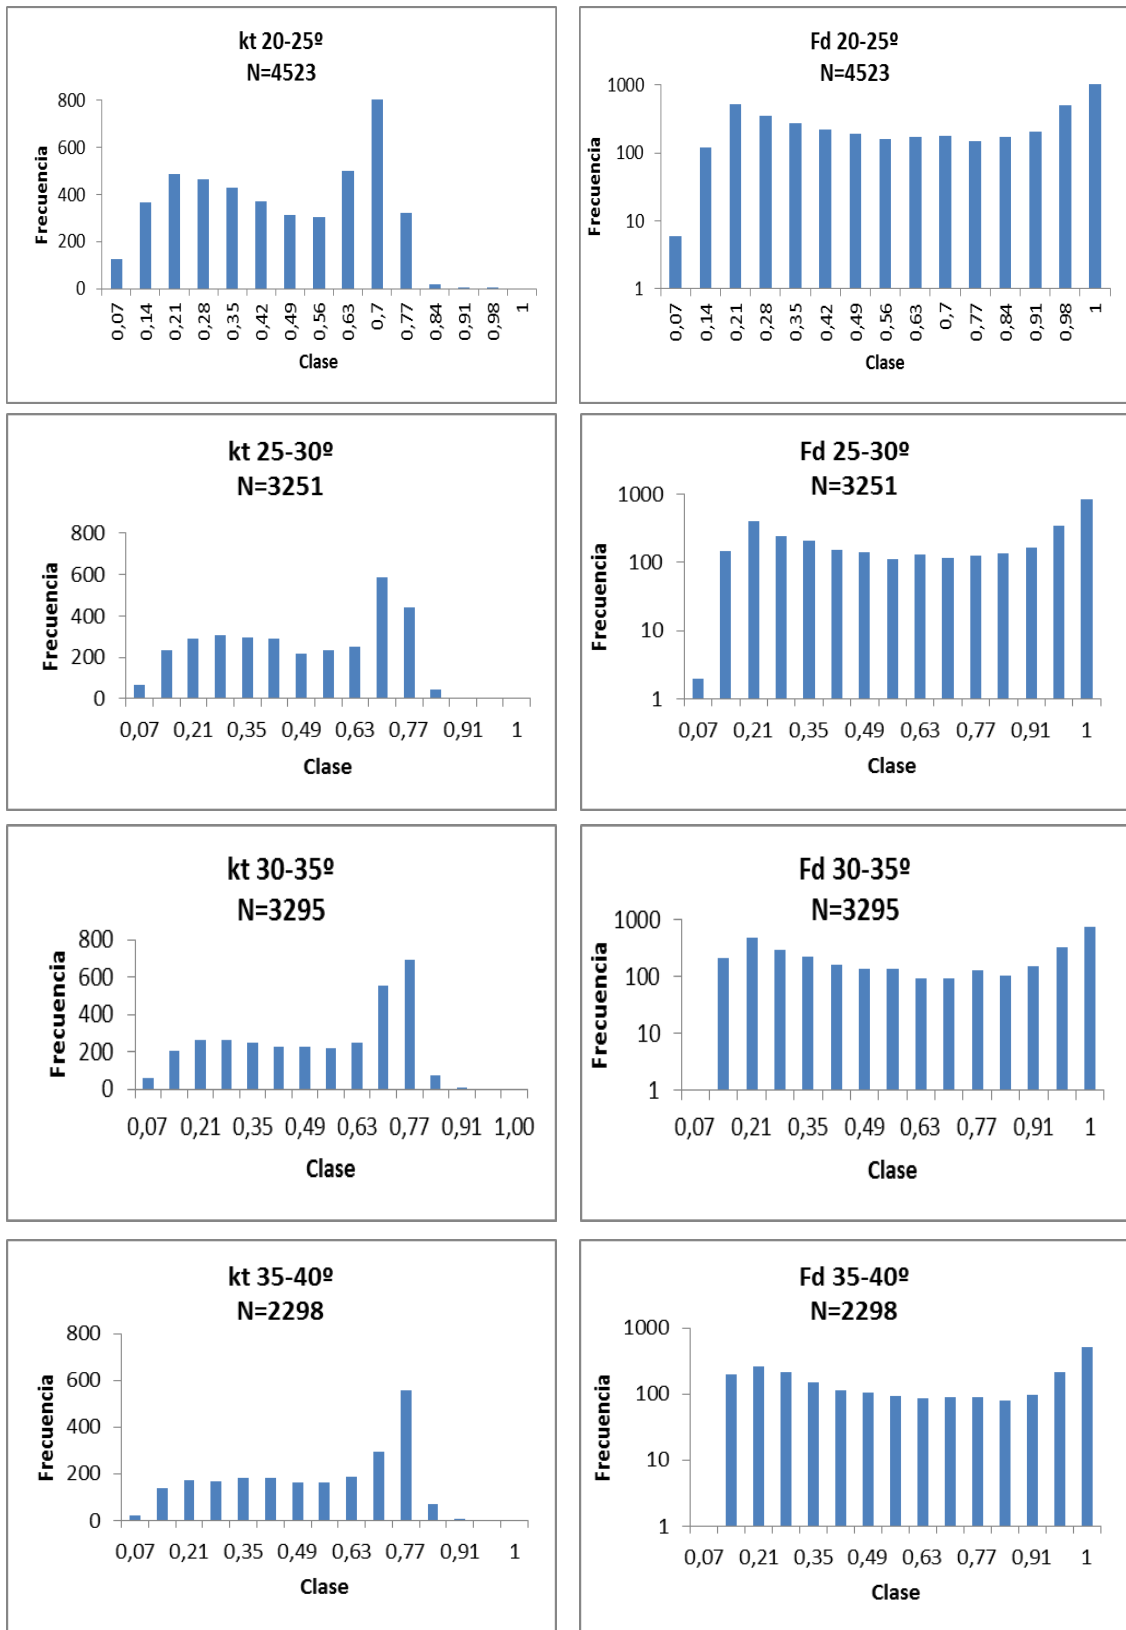 kt 20-25º
N=4523
800
600
400
200
0
Frecuencia
0,07 0,14 0,21 0,28 0,35 0,42 0,49 0,56 0,63 0,7 0,77 0,84 0,91 0,98 1
Clase
Fd 20-25º
N=4523
1000
100
10
1
Frecuencia
0,07 0,14 0,21 0,28 0,35 0,42 0,49 0,56 0,63 0,7 0,77 0,84 0,91 0,98 1
Clase
kt 25-30º
N=3251
800
600
400
200
0
Frecuencia
0,07 0,21 0,35 0,49 0,63 0,77 0,91 1
Clase
Fd 25-30º
N=3251
1000
100
10
1
Frecuencia
0,07 0,21 0,35 0,49 0,63 0,77 0,91 1
Clase
kt 30-35º
N=3295
800
600
400
200
0
Frecuencia
0,07 0,21 0,35 0,49 0,63 0,77 0,91 1,00
Clase
Fd 30-35º
N=3295
1000
100
10
1
Frecuencia
0,07 0,21 0,35 0,49 0,63 0,77 0,91 1
Clase
kt 35-40º
N=2298
800
600
400
200
0
Frecuencia
0,07 0,21 0,35 0,49 0,63 0,77 0,91 1
Clase
Fd 35-40º
N=2298
1000
100
10
1
Frecuencia
0,07 0,21 0,35 0,49 0,63 0,77 0,91 1
Clase